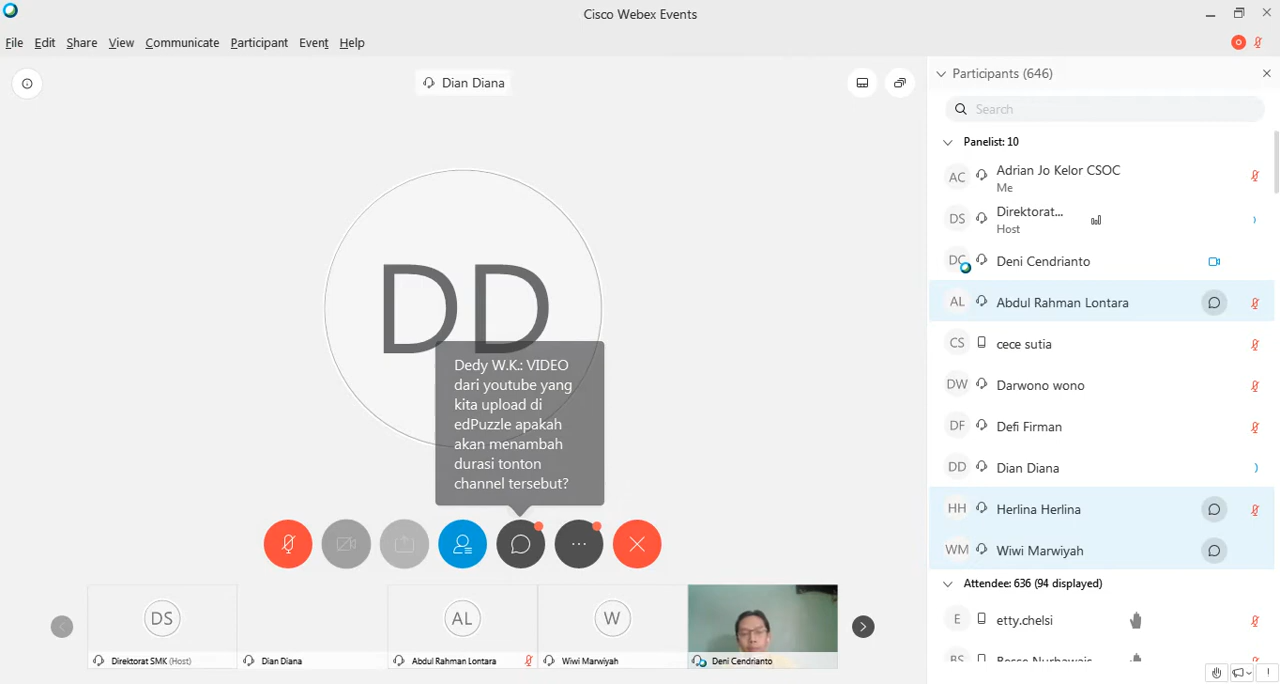 Cisco Webex Events
File Edit Share View Communicate Participant Event Help
Dian Diana
DD
Dedy W.K.: VIDEO
dari youtube yang
kita upload di
edPuzzle apakah
akan menambah
durasi tonton
channel tersebut?
DS
Direktorat SMK (Host)
Dian Diana
AL
Abdul Rahman Lontara
W
Wiwi Marwiyah
Deni Cendrianto
Participants (646)
Search
Panelist: 10
AC Adrian Jo Kelor CSOC
Me
DS Direktorat...
Host
DC Deni Cendrianto
AL Abdul Rahman Lontara
CS cece sutia
DW Darwono wono
DF Defi Firman
DD Dian Diana
HH Herlina Herlina
WM Wiwi Marwiyah
Attendee: 636 (94 displayed)
E etty.chelsi